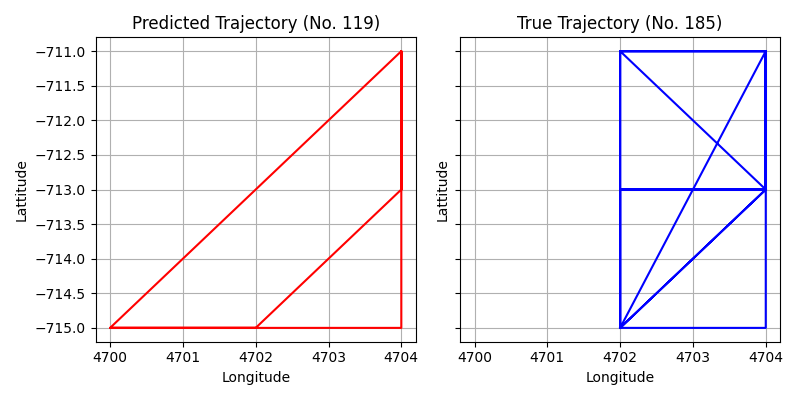 Predicted Trajectory (No. 119)
True Trajectory (No. 185)
−711.0
−711.5
−712.0
−712.5
−713.0
−713.5
−714.0
−714.5
−715.0
Lattitude
Lattitude
4700 4701 4702 4703 4704
4700 4701 4702 4703 4704
Longitude
Longitude